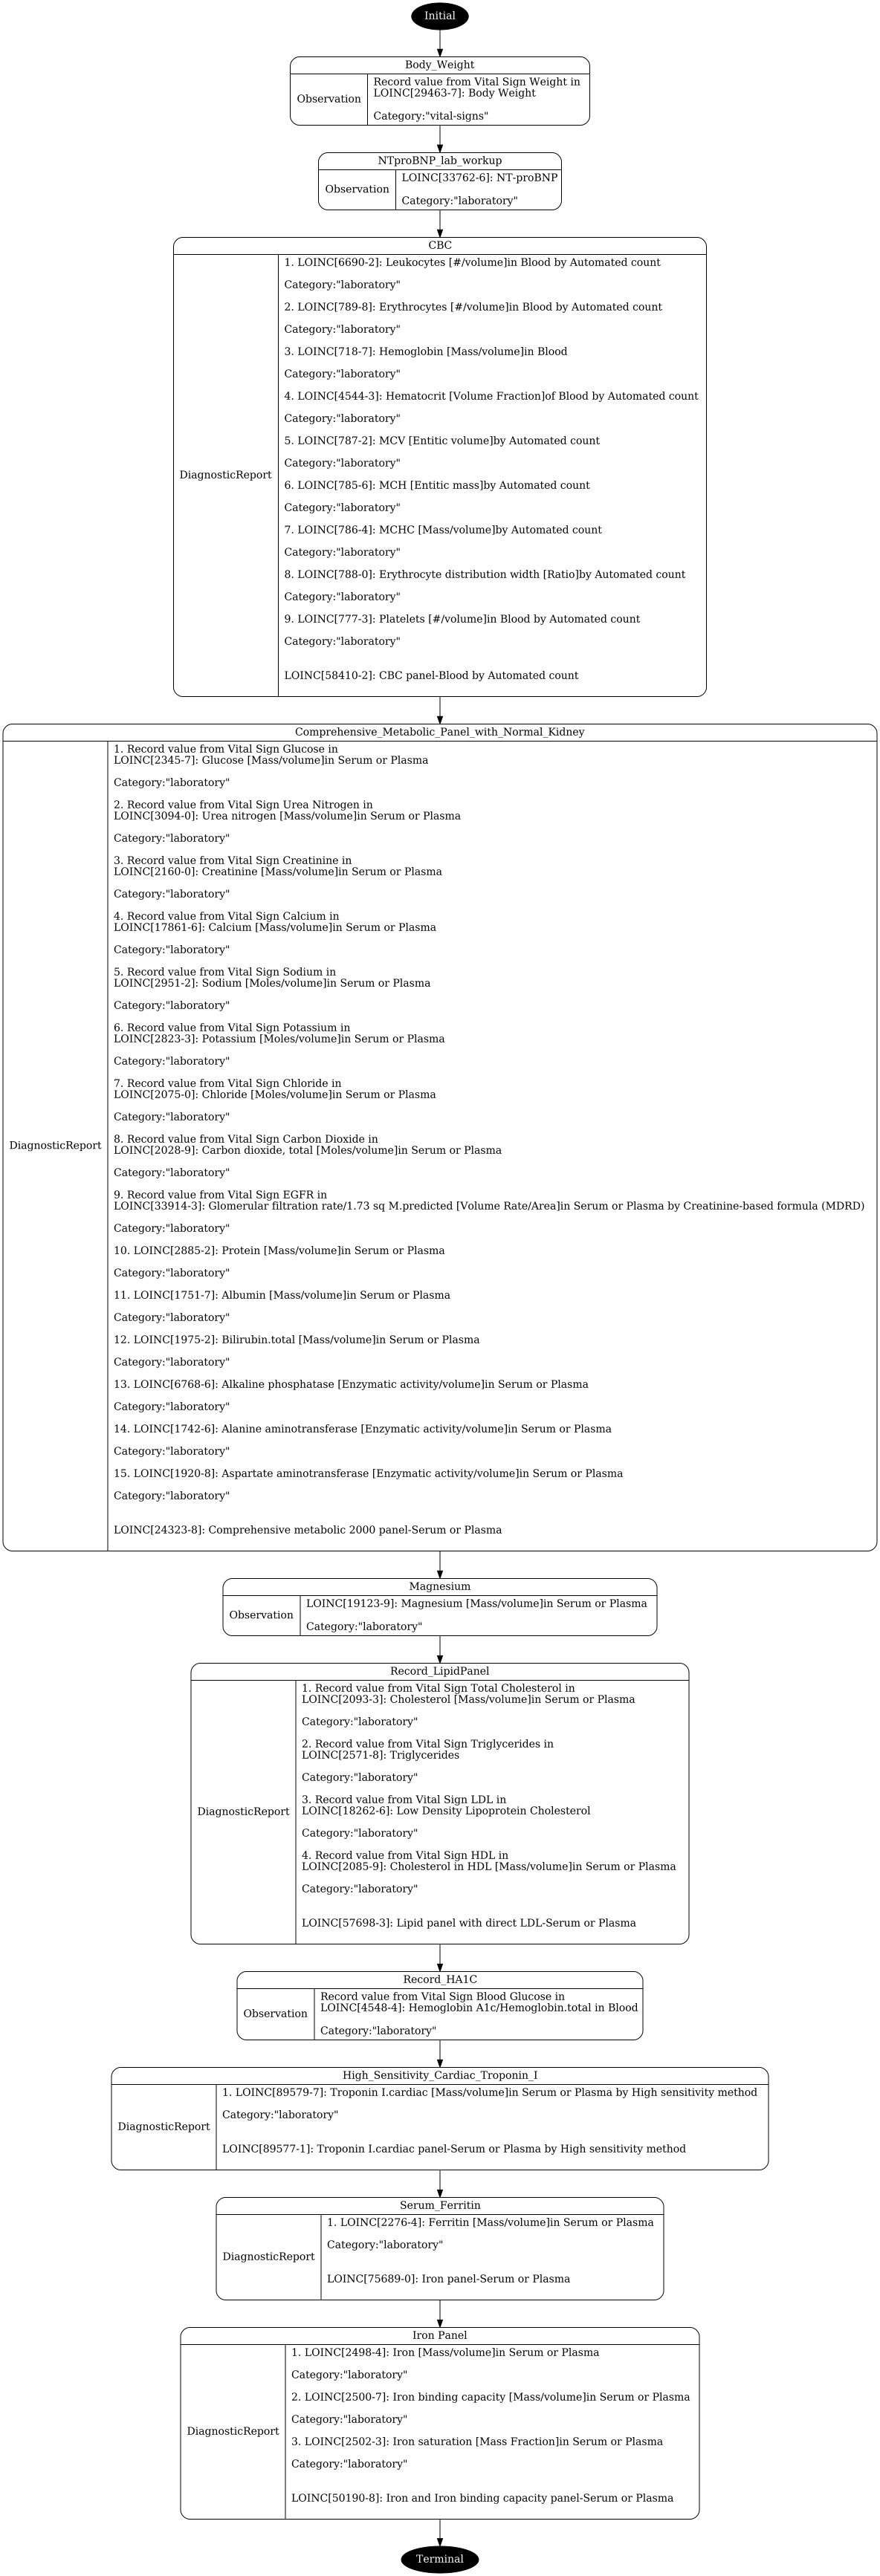 Initial
Body_Weight
Observation
Record value from Vital Sign Weight in
LOINC[29463-7]: Body Weight
Category:"vital-signs"
NTproBNP_lab_workup
Observation
LOINC[33762-6]: NT-proBNP
Category:"laboratory"
CBC
DiagnosticReport
1. LOINC[6690-2]: Leukocytes [#/volume]in Blood by Automated count
Category:"laboratory"
2. LOINC[789-8]: Erythrocytes [#/volume]in Blood by Automated count
Category:"laboratory"
3. LOINC[718-7]: Hemoglobin [Mass/volume]in Blood
Category:"laboratory"
4. LOINC[4544-3]: Hematocrit [Volume Fraction]of Blood by Automated count
Category:"laboratory"
5. LOINC[787-2]: MCV [Entitic volume]by Automated count
Category:"laboratory"
6. LOINC[785-6]: MCH [Entitic mass]by Automated count
Category:"laboratory"
7. LOINC[786-4]: MCHC [Mass/volume]by Automated count
Category:"laboratory"
8. LOINC[788-0]: Erythrocyte distribution width [Ratio]by Automated count
Category:"laboratory"
9. LOINC[777-3]: Platelets [#/volume]in Blood by Automated count
Category:"laboratory"
LOINC[58410-2]: CBC panel-Blood by Automated count
Comprehensive_Metabolic_Panel_with_Normal_Kidney
DiagnosticReport
1. Record value from Vital Sign Glucose in
LOINC[2345-7]: Glucose [Mass/volume]in Serum or Plasma
Category:"laboratory"
2. Record value from Vital Sign Urea Nitrogen in
LOINC[3094-0]: Urea nitrogen [Mass/volume]in Serum or Plasma
Category:"laboratory"
3. Record value from Vital Sign Creatinine in
LOINC[2160-0]: Creatinine [Mass/volume]in Serum or Plasma
Category:"laboratory"
4. Record value from Vital Sign Calcium in
LOINC[17861-6]: Calcium [Mass/volume]in Serum or Plasma
Category:"laboratory"
5. Record value from Vital Sign Sodium in
LOINC[2951-2]: Sodium [Moles/volume]in Serum or Plasma
Category:"laboratory"
6. Record value from Vital Sign Potassium in
LOINC[2823-3]: Potassium [Moles/volume]in Serum or Plasma
Category:"laboratory"
7. Record value from Vital Sign Chloride in
LOINC[2075-0]: Chloride [Moles/volume]in Serum or Plasma
Category:"laboratory"
8. Record value from Vital Sign Carbon Dioxide in
LOINC[2028-9]: Carbon dioxide, total [Moles/volume]in Serum or Plasma
Category:"laboratory"
9. Record value from Vital Sign EGFR in
LOINC[33914-3]: Glomerular filtration rate/1.73 sq M.predicted [Volume Rate/Area]in Serum or Plasma by Creatinine-based formula (MDRD)
Category:"laboratory"
10. LOINC[2885-2]: Protein [Mass/volume]in Serum or Plasma
Category:"laboratory"
11. LOINC[1751-7]: Albumin [Mass/volume]in Serum or Plasma
Category:"laboratory"
12. LOINC[1975-2]: Bilirubin.total [Mass/volume]in Serum or Plasma
Category:"laboratory"
13. LOINC[6768-6]: Alkaline phosphatase [Enzymatic activity/volume]in Serum or Plasma
Category:"laboratory"
14. LOINC[1742-6]: Alanine aminotransferase [Enzymatic activity/volume]in Serum or Plasma
Category:"laboratory"
15. LOINC[1920-8]: Aspartate aminotransferase [Enzymatic activity/volume]in Serum or Plasma
Category:"laboratory"
LOINC[24323-8]: Comprehensive metabolic 2000 panel-Serum or Plasma
Magnesium
Observation
LOINC[19123-9]: Magnesium [Mass/volume]in Serum or Plasma
Category:"laboratory"
Record_LipidPanel
DiagnosticReport
1. Record value from Vital Sign Total Cholesterol in
LOINC[2093-3]: Cholesterol [Mass/volume]in Serum or Plasma
Category:"laboratory"
2. Record value from Vital Sign Triglycerides in
LOINC[2571-8]: Triglycerides
Category:"laboratory"
3. Record value from Vital Sign LDL in
LOINC[18262-6]: Low Density Lipoprotein Cholesterol
Category:"laboratory"
4. Record value from Vital Sign HDL in
LOINC[2085-9]: Cholesterol in HDL [Mass/volume]in Serum or Plasma
Category:"laboratory"
LOINC[57698-3]: Lipid panel with direct LDL-Serum or Plasma
Record_HA1C
Observation
Record value from Vital Sign Blood Glucose in
LOINC[4548-4]: Hemoglobin A1c/Hemoglobin.total in Blood
Category:"laboratory"
High_Sensitivity_Cardiac_Troponin_I
DiagnosticReport
1. LOINC[89579-7]: Troponin I.cardiac [Mass/volume]in Serum or Plasma by High sensitivity method
Category:"laboratory"
LOINC[89577-1]: Troponin I.cardiac panel-Serum or Plasma by High sensitivity method
Serum_Ferritin
DiagnosticReport
1. LOINC[2276-4]: Ferritin [Mass/volume]in Serum or Plasma
Category:"laboratory"
LOINC[75689-0]: Iron panel-Serum or Plasma
Iron Panel
DiagnosticReport
1. LOINC[2498-4]: Iron [Mass/volume]in Serum or Plasma
Category:"laboratory"
2. LOINC[2500-7]: Iron binding capacity [Mass/volume]in Serum or Plasma
Category:"laboratory"
3. LOINC[2502-3]: Iron saturation [Mass Fraction]in Serum or Plasma
Category:"laboratory"
LOINC[50190-8]: Iron and Iron binding capacity panel-Serum or Plasma
Terminal